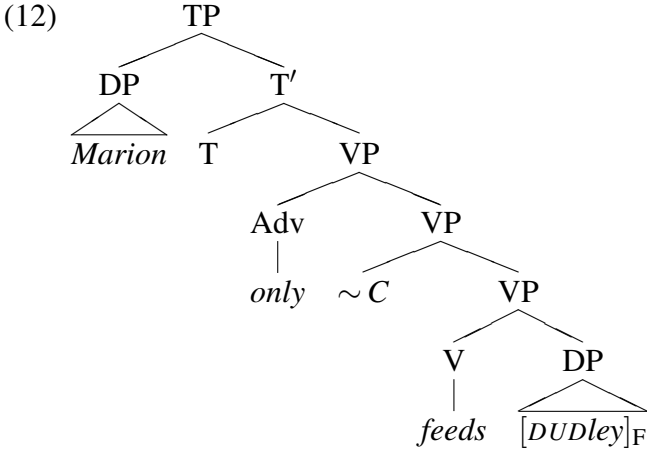 (12) TP
DP T′
Marion T VP
Adv VP
only ∼ C VP
V DP
feeds [DUDley]F